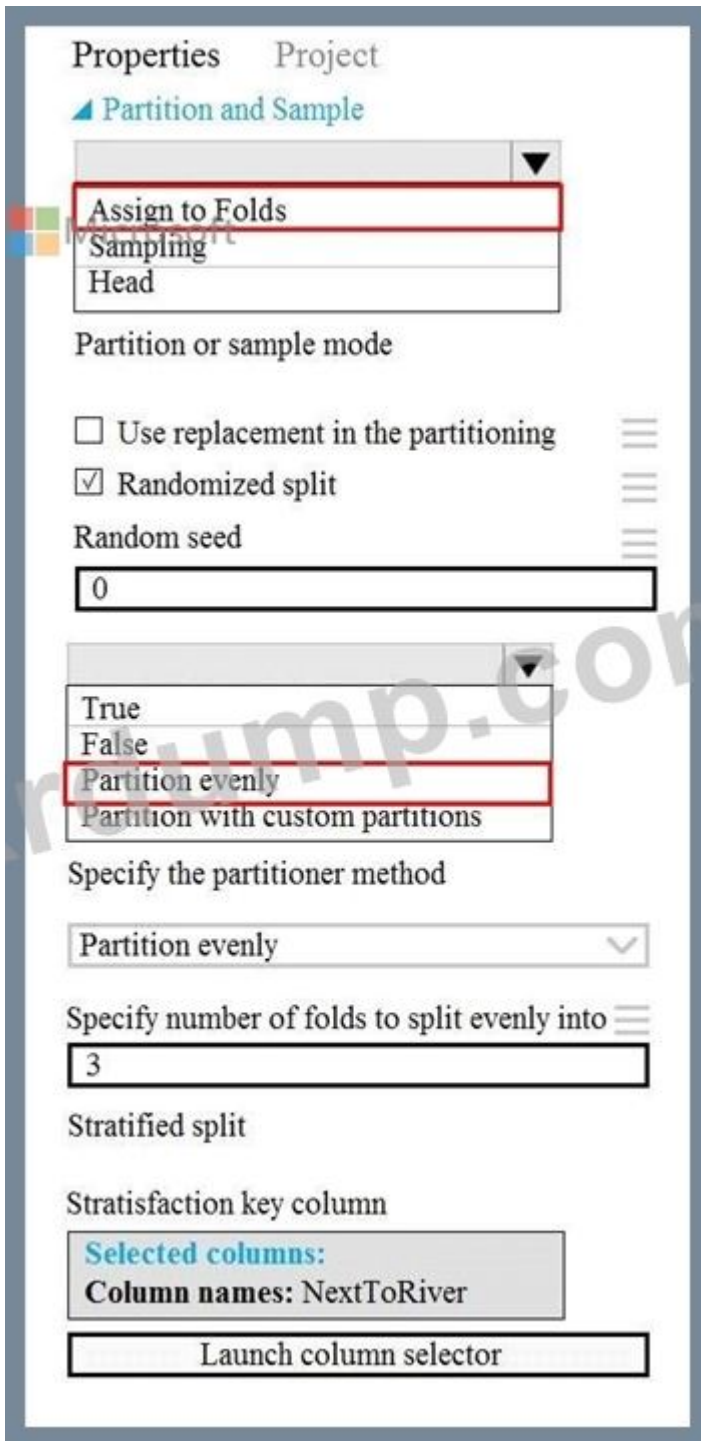 Properties Project
Partition and Sample
Assign to Folds
Microsoft
Sampling
Head
Partition or sample mode
Use replacement in the partitioning
Randomized split
Random seed
0
True
False
Partition evenly
Partition with custom partitions
Specify the partitioner method
Partition evenly
Specify number of folds to split evenly into
3
Stratified split
Stratisfaction key column
Selected columns:
Column names: NextToRiver
Launch column selector
rdump.co